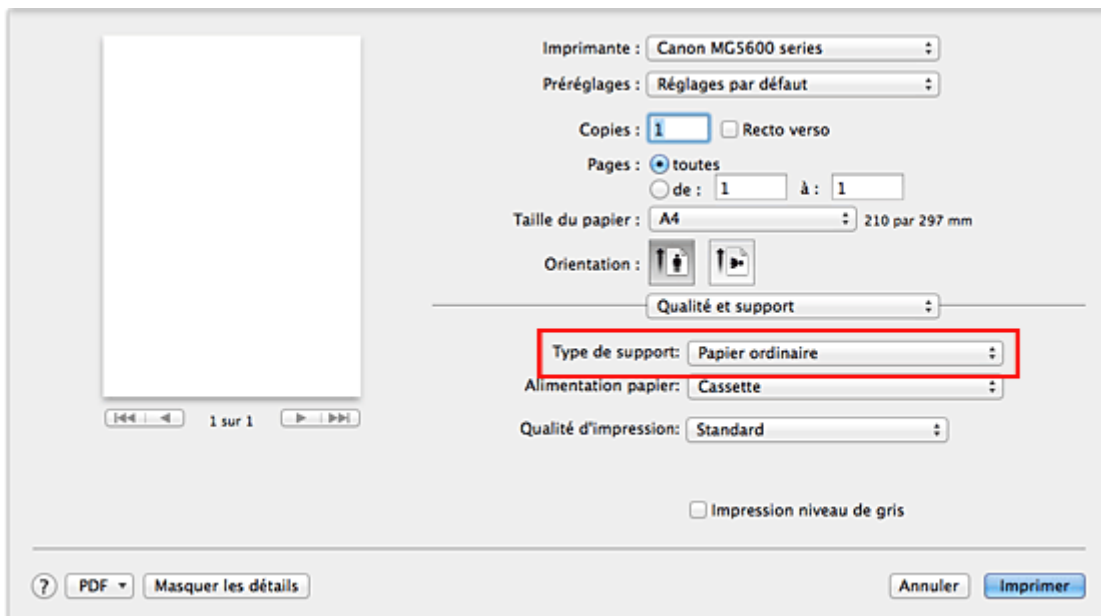 Imprimante : Canon MG5600 series
Préréglages : Réglages par défaut
Copies : 1 Recto verso
Pages : toutes
de : 1 à : 1
Taille du papier : A4 210 par 297 mm
Orientation :
Qualité et support
Type de support: Papier ordinaire
Alimentation papier: Cassette
1 sur 1
Qualité d'impression: Standard
Impression niveau de gris
? PDF Masquer les détails Annuler Imprimer